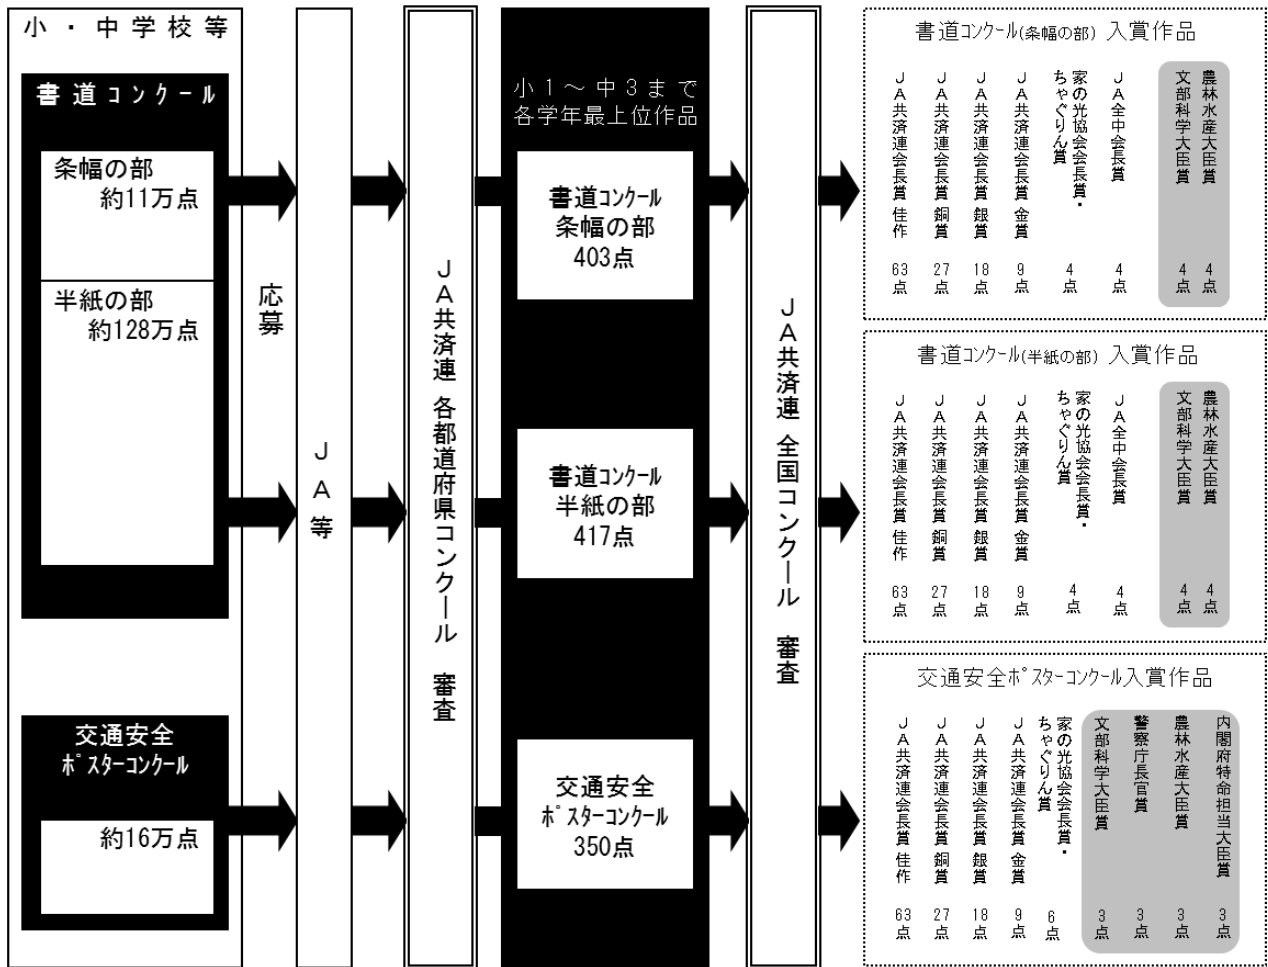 小・中学校等
書道コンクール
条幅の部
約11万点
半紙の部
約128万点
交通安全
ﾎﾟｽﾀｰｺﾝｸｰﾙ
約16万点
応募
ＪＡ等
ＪＡ共済連 各都道府県コンクール 審査
小１～中３まで
各学年最上位作品
書道ｺﾝｸｰﾙ
条幅の部
403点
書道ｺﾝｸｰﾙ
半紙の部
417点
交通安全
ﾎﾟｽﾀｰｺﾝｸｰﾙ
350点
ＪＡ共済連 全国コンクール 審査
書道ｺﾝｸｰﾙ(条幅の部) 入賞作品
農林水産大臣賞 4点
文部科学大臣賞 4点
ＪＡ全中会長賞 4点
家の光協会会長賞・
ちゃぐりん賞 4点
ＪＡ共済連会長賞 金賞 9点
ＪＡ共済連会長賞 銀賞 18点
ＪＡ共済連会長賞 銅賞 27点
ＪＡ共済連会長賞 佳作 63点
書道ｺﾝｸｰﾙ(半紙の部) 入賞作品
農林水産大臣賞 4点
文部科学大臣賞 4点
ＪＡ全中会長賞 4点
家の光協会会長賞・
ちゃぐりん賞 4点
ＪＡ共済連会長賞 金賞 9点
ＪＡ共済連会長賞 銀賞 18点
ＪＡ共済連会長賞 銅賞 27点
ＪＡ共済連会長賞 佳作 63点
交通安全ﾎﾟｽﾀｰｺﾝｸｰﾙ入賞作品
内閣府特命担当大臣賞 3点
農林水産大臣賞 3点
警察庁長官賞 3点
文部科学大臣賞 3点
家の光協会会長賞・
ちゃぐりん賞 6点
ＪＡ共済連会長賞 金賞 9点
ＪＡ共済連会長賞 銀賞 18点
ＪＡ共済連会長賞 銅賞 27点
ＪＡ共済連会長賞 佳作 63点